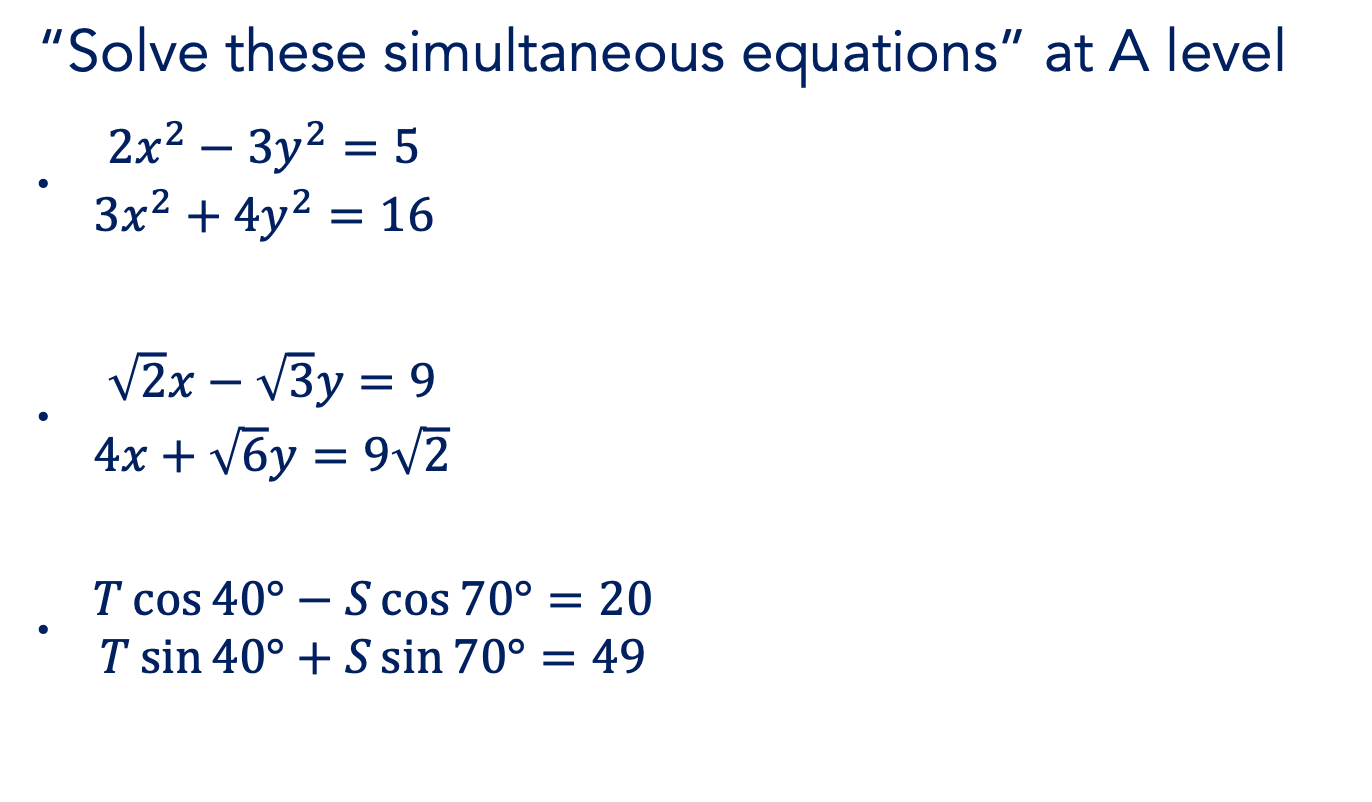 “Solve these simultaneous equations” at A level
2x² − 3y² = 5
• 3x² + 4y² = 16
√2x − √3y = 9
• 4x + √6y = 9√2
T cos 40° − S cos 70° = 20
• T sin 40° + S sin 70° = 49